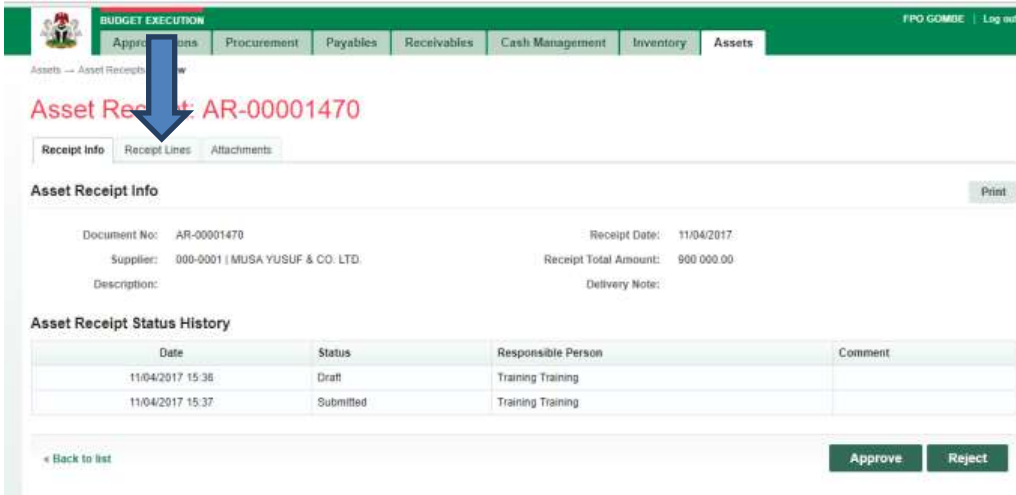 BUDGET EXECUTION
FPO GOMBE | Log out
Procurement Payables Receivables Cash Management Inventory Assets
Assets → Asset Receipts
Asset Receipt: AR-00001470
Receipt Info Receipt Lines Attachments
Asset Receipt Info
Print
Document No: AR-00001470 Receipt Date: 11/04/2017
Supplier: 000-0001 | MUSA YUSUF & CO. LTD. Receipt Total Amount: 900 000.00
Description: Delivery Note:
Asset Receipt Status History
Date Status Responsible Person Comment
11/04/2017 15:36 Draft Training Training
11/04/2017 15:37 Submitted Training Training
« Back to list Approve Reject